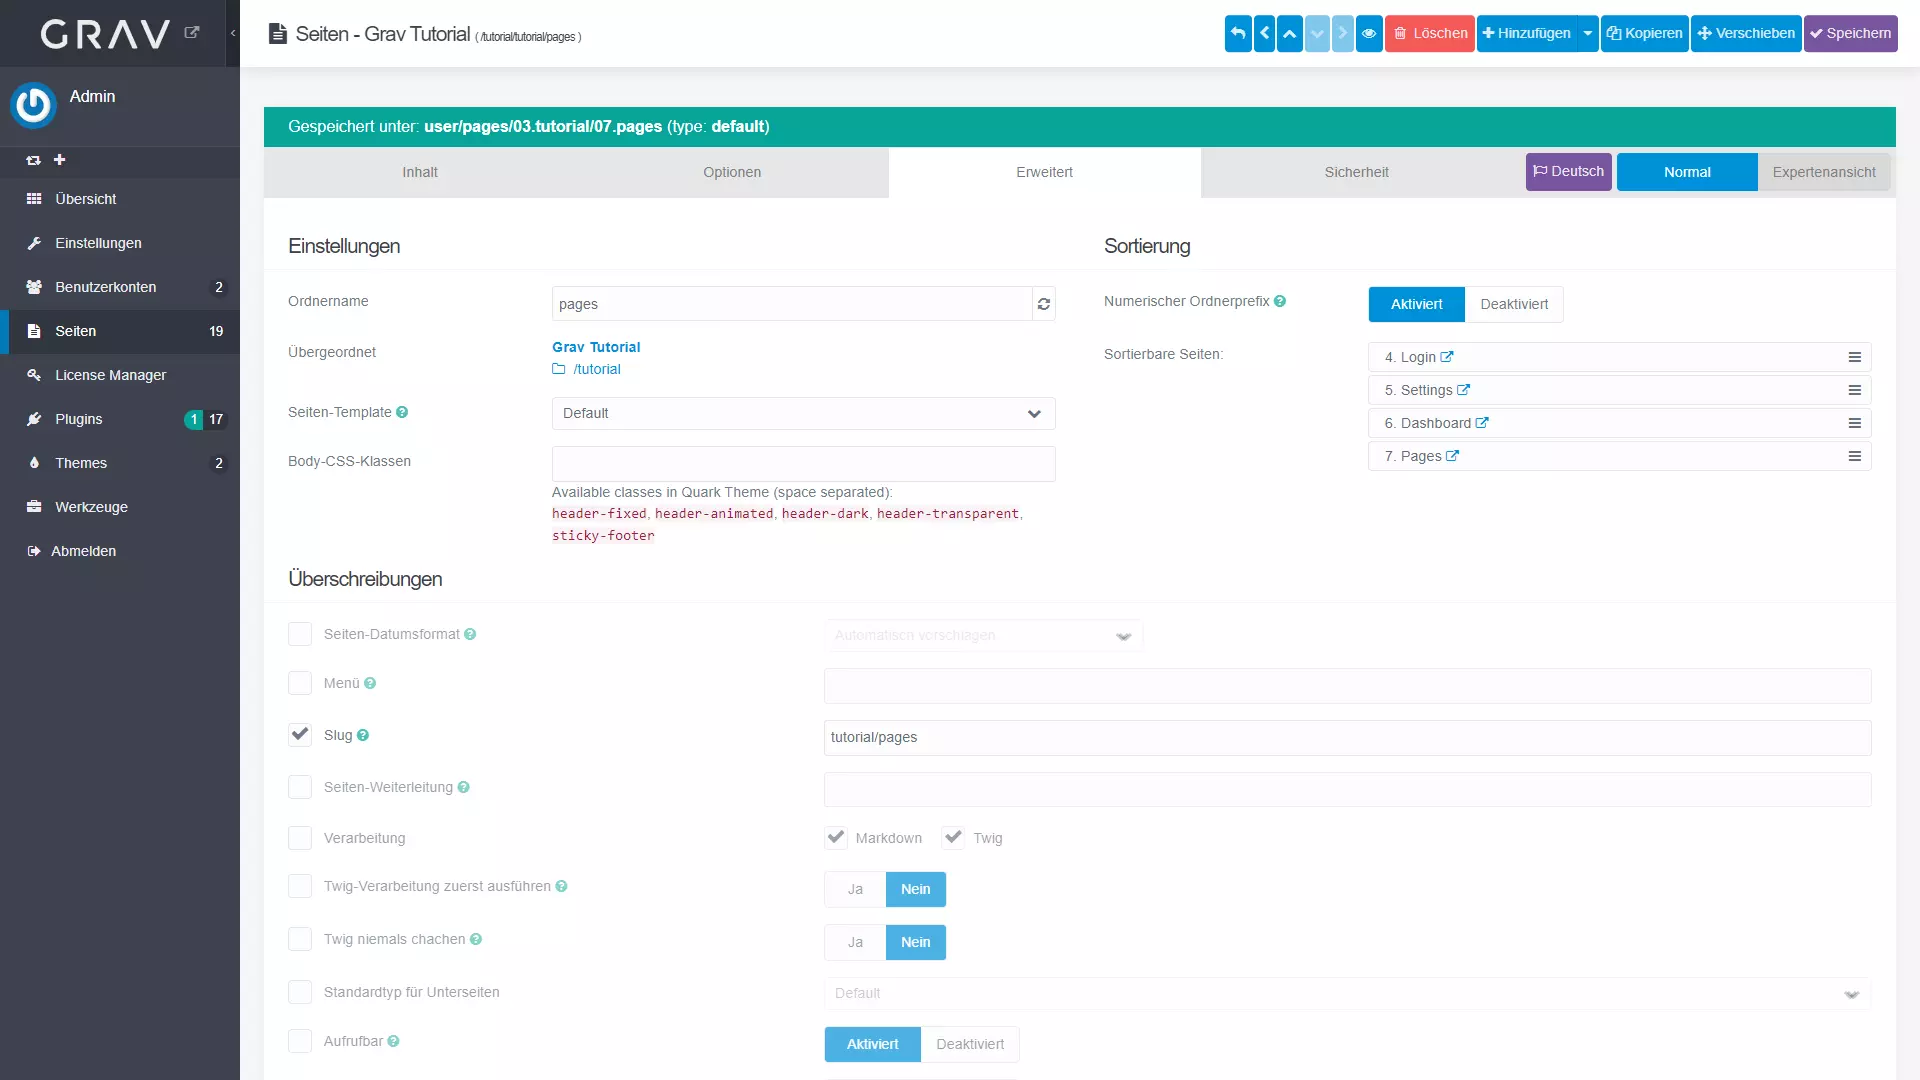 GRAV
Seiten - Grav Tutorial ( /tutorial/tutorial/pages )
Löschen
Hinzufügen
Kopieren
Verschieben
Speichern
Admin
Übersicht
Einstellungen
Benutzerkonten 2
Seiten 19
License Manager
Plugins 1 17
Themes 2
Werkzeuge
Abmelden
Gespeichert unter: user/pages/03.tutorial/07.pages (type: default)
Inhalt
Optionen
Erweitert
Sicherheit
Deutsch
Normal
Expertenansicht
Einstellungen
Ordnername
pages
Übergeordnet
Grav Tutorial
/tutorial
Seiten-Template
Default
Body-CSS-Klassen
Available classes in Quark Theme (space separated):
header-fixed, header-animated, header-dark, header-transparent,
sticky-footer
Sortierung
Numerischer Ordnerprefix
Aktiviert
Deaktiviert
Sortierbare Seiten:
4. Login
5. Settings
6. Dashboard
7. Pages
Überschreibungen
Seiten-Datumsformat
Automatisch vorschlagen
Menü
Slug
tutorial/pages
Seiten-Weiterleitung
Verarbeitung
Markdown
Twig
Twig-Verarbeitung zuerst ausführen
Ja
Nein
Twig niemals chachen
Ja
Nein
Standardtyp für Unterseiten
Default
Aufrufbar
Aktiviert
Deaktiviert